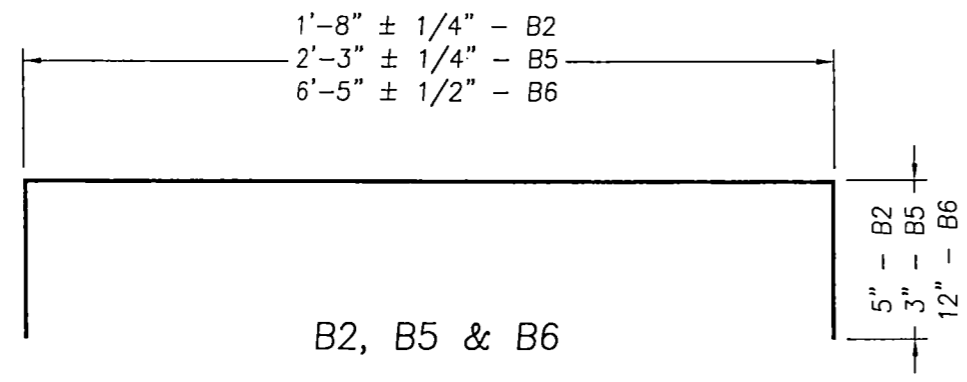 1'-8" ± 1/4" - B2
2'-3" ± 1/4" - B5
6'-5" ± 1/2" - B6
5" - B2
3" - B5
12" - B6
B2, B5 & B6